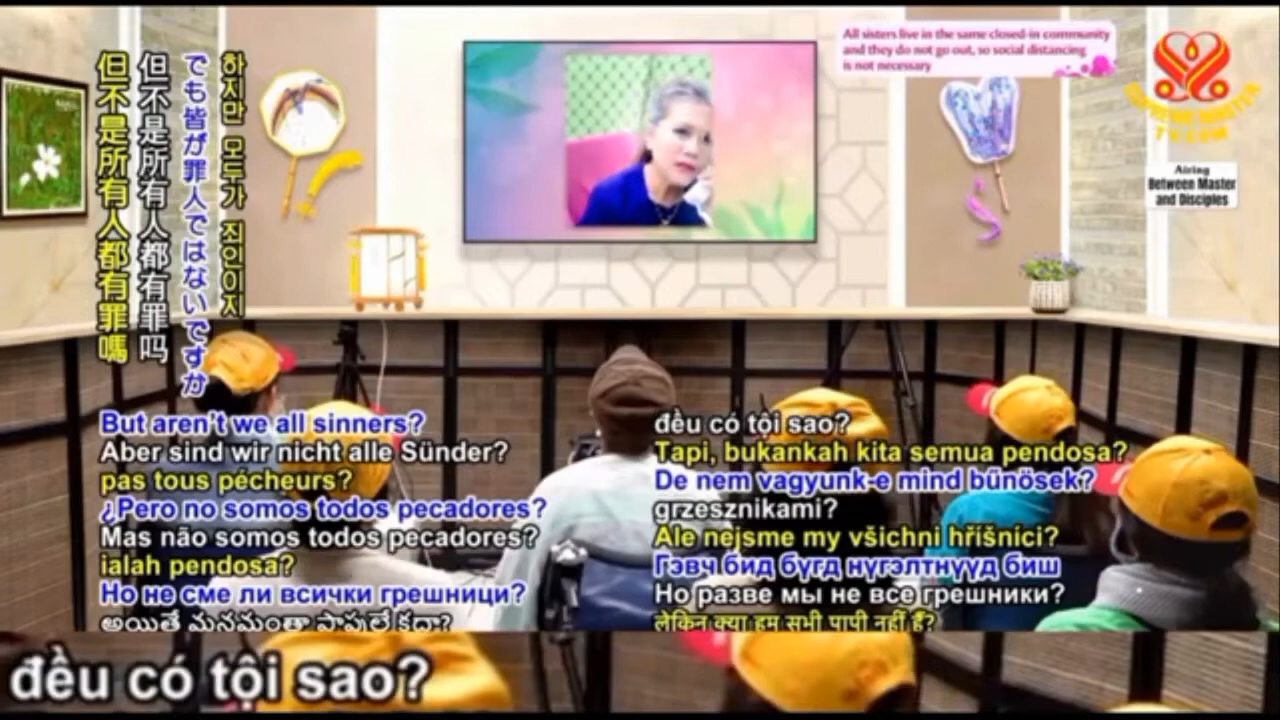 All sisters live in the same closed-in community
and they do not go out, so social distancing
is not necessary
SUPREME MASTER
TV.COM
Airing
Between Master
and Disciples
하지만 모두가 죄인이지
でも皆が罪人ではないですか
但不是所有人都有罪吗
但不是所有人都有罪嗎
But aren't we all sinners?
Aber sind wir nicht alle Sünder?
pas tous pécheurs?
¿Pero no somos todos pecadores?
Mas não somos todos pecadores?
ialah pendosa?
Но не сме ли всички грешници?
అయితే మనమంతా పాపులే కదా?
đều có tội sao?
Tapi, bukankah kita semua pendosa?
De nem vagyunk-e mind bűnösek?
grzesznikami?
Ale nejsme my všichni hříšníci?
Гэвч бид бүгд нүгэлтнүүд биш
Но разве мы не все грешники?
लेकिन क्या हम सभी पापी नहीं हैं?
đều có tội sao?